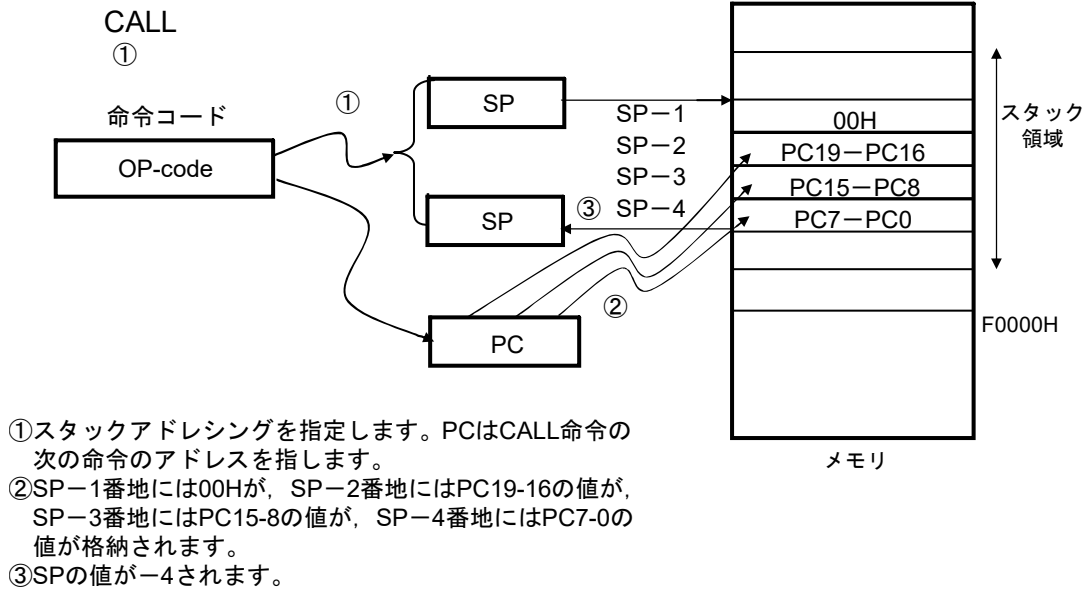 CALL
①
命令コード
OP-code
①
SP
SP
③
SP－1
SP－2
SP－3
SP－4
②
PC
00H
PC19－PC16
PC15－PC8
PC7－PC0
スタック
領域
F0000H
メモリ
①スタックアドレシングを指定します。PCはCALL命令の
次の命令のアドレスを指します。
②SP－1番地には00Hが，SP－2番地にはPC19-16の値が，
SP－3番地にはPC15-8の値が，SP－4番地にはPC7-0の
値が格納されます。
③SPの値が－4されます。